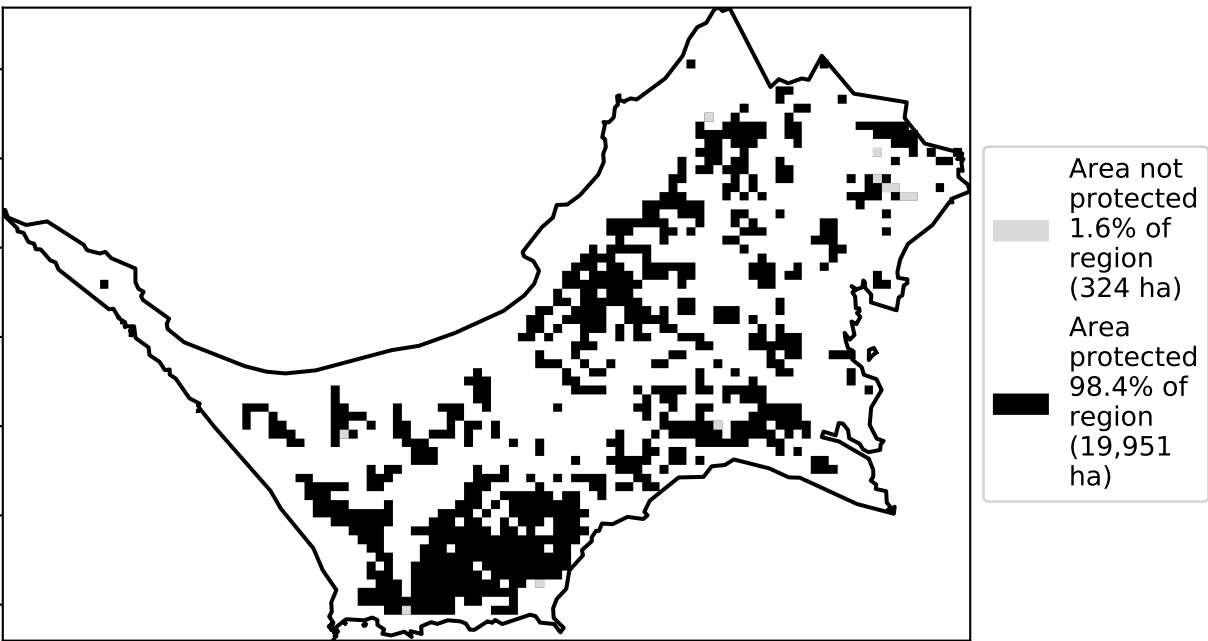 Area not
protected
1.6% of
region
(324 ha)
Area
protected
98.4% of
region
(19,951
ha)